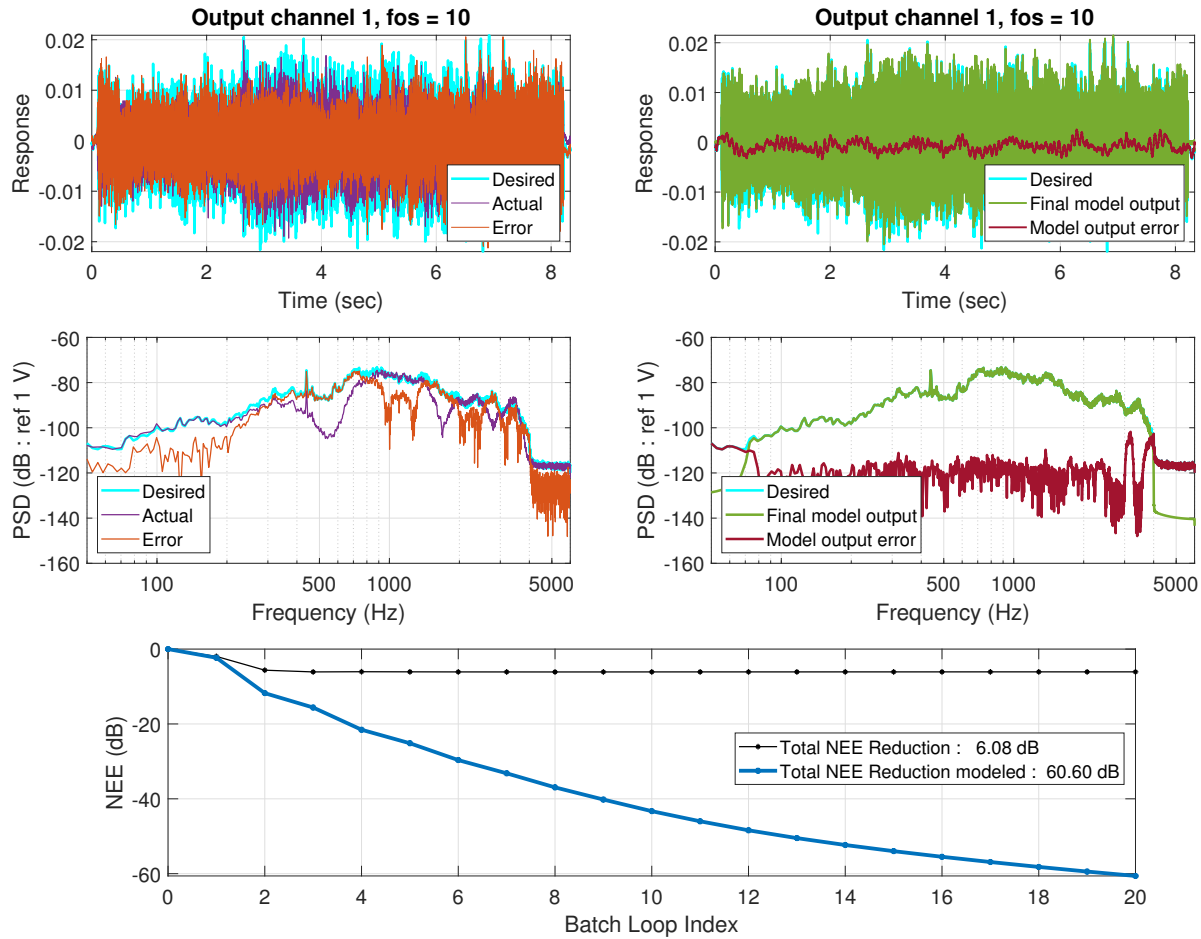 Output channel 1, fos = 10
0.02
0.01
0
-0.01
-0.02
Response
Desired
Actual
Error
0 2 4 6 8
Time (sec)
Output channel 1, fos = 10
0.02
0.01
0
-0.01
-0.02
Response
Desired
Final model output
Model output error
0 2 4 6 8
Time (sec)
-60
-80
-100
-120
-140
-160
PSD (dB : ref 1 V)
Desired
Actual
Error
100 500 1000 5000
Frequency (Hz)
-60
-80
-100
-120
-140
-160
PSD (dB : ref 1 V)
Desired
Final model output
Model output error
100 500 1000 5000
Frequency (Hz)
0
-20
-40
-60
NEE (dB)
Total NEE Reduction : 6.08 dB
Total NEE Reduction modeled : 60.60 dB
0 2 4 6 8 10 12 14 16 18 20
Batch Loop Index